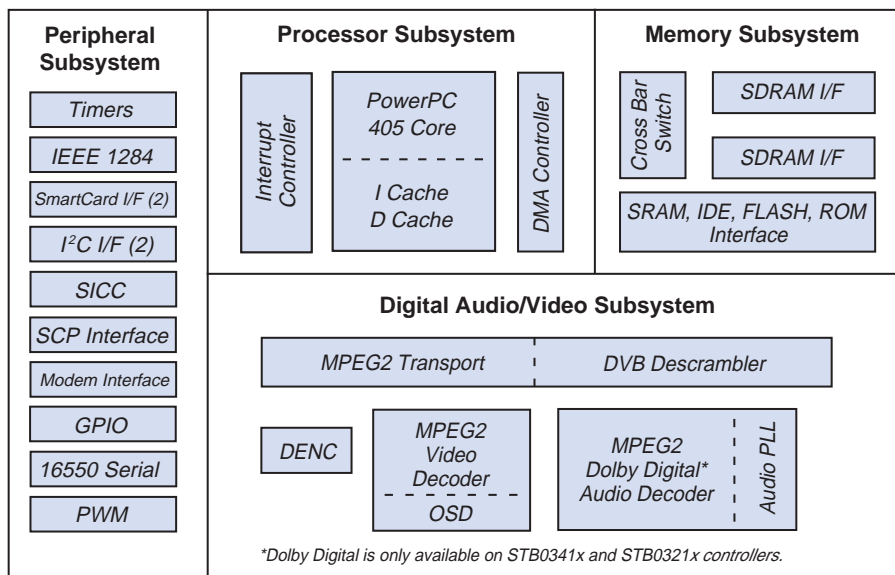 Peripheral
Subsystem
Timers
IEEE 1284
SmartCard I/F (2)
I²C I/F (2)
SICC
SCP Interface
Modem Interface
GPIO
16550 Serial
PWM
Processor Subsystem
Interrupt
Controller
PowerPC
405 Core
I Cache
D Cache
DMA Controller
Memory Subsystem
Cross Bar
Switch
SDRAM I/F
SDRAM I/F
SRAM, IDE, FLASH, ROM
Interface
Digital Audio/Video Subsystem
MPEG2 Transport
DVB Descrambler
DENC
MPEG2
Video
Decoder
OSD
MPEG2
Dolby Digital*
Audio Decoder
Audio PLL
*Dolby Digital is only available on STB0341x and STB0321x controllers.